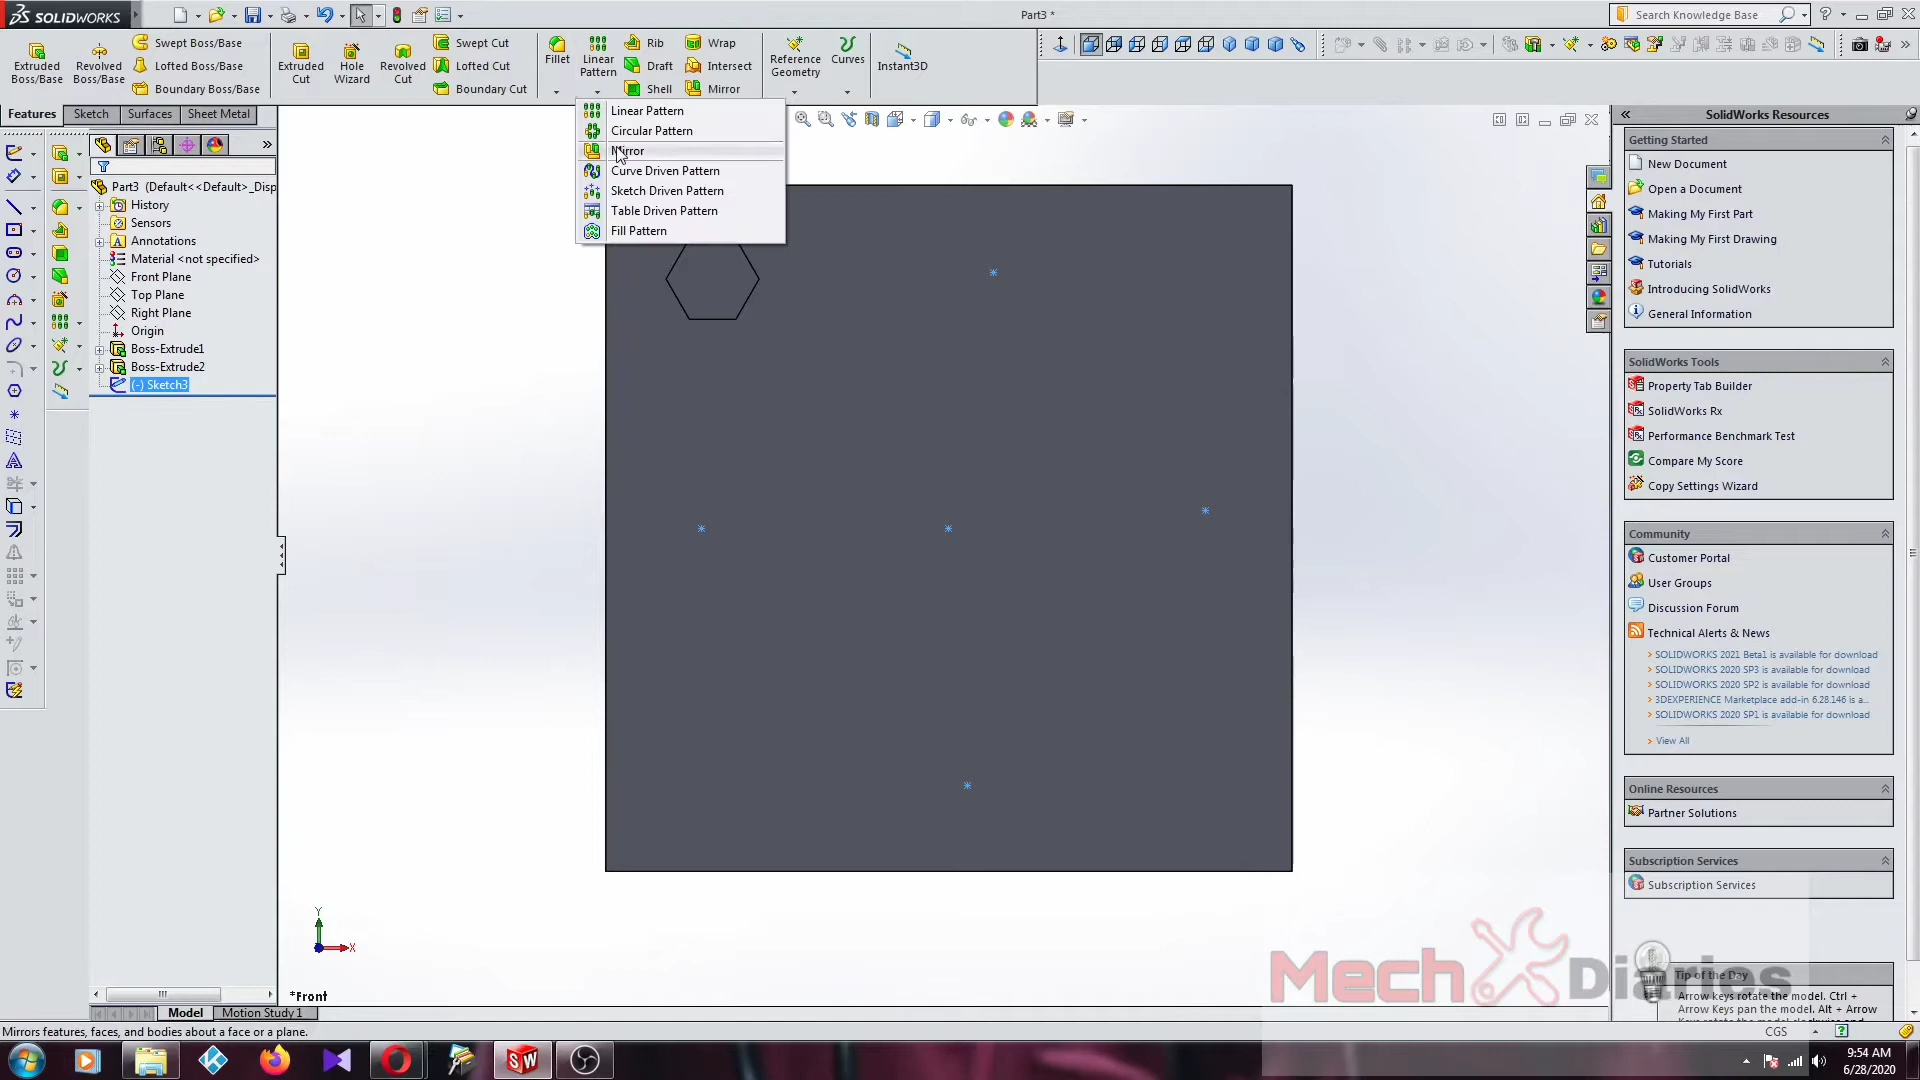 SOLIDWORKS
Part3 *
Search Knowledge Base
Extruded Boss/Base
Revolved Boss/Base
Swept Boss/Base
Lofted Boss/Base
Boundary Boss/Base
Extruded Cut
Hole Wizard
Revolved Cut
Swept Cut
Lofted Cut
Boundary Cut
Fillet
Linear Pattern
Rib
Draft
Shell
Wrap
Intersect
Mirror
Reference Geometry
Curves
Instant3D
Features
Sketch
Surfaces
Sheet Metal
Linear Pattern
Circular Pattern
Mirror
Curve Driven Pattern
Sketch Driven Pattern
Table Driven Pattern
Fill Pattern
Part3 (Default<<Default>_Disp
History
Sensors
Annotations
Material <not specified>
Front Plane
Top Plane
Right Plane
Origin
Boss-Extrude1
Boss-Extrude2
(-) Sketch3
Y
X
*Front
SolidWorks Resources
Getting Started
New Document
Open a Document
Making My First Part
Making My First Drawing
Tutorials
Introducing SolidWorks
General Information
SolidWorks Tools
Property Tab Builder
SolidWorks Rx
Performance Benchmark Test
Compare My Score
Copy Settings Wizard
Community
Customer Portal
User Groups
Discussion Forum
Technical Alerts & News
SOLIDWORKS 2021 Beta1 is available for download
SOLIDWORKS 2020 SP3 is available for download
SOLIDWORKS 2020 SP2 is available for download
3DEXPERIENCE Marketplace add-in 6.28.146 is a...
SOLIDWORKS 2020 SP1 is available for download
View All
Online Resources
Partner Solutions
Subscription Services
Subscription Services
Mech Diaries
Tip of the Day
Arrow keys rotate the model. Ctrl +
Arrow Keys pan the model. Alt + Arrow
Model
Motion Study 1
Mirrors features, faces, and bodies about a face or a plane.
CGS
SW
9:54 AM
6/28/2020